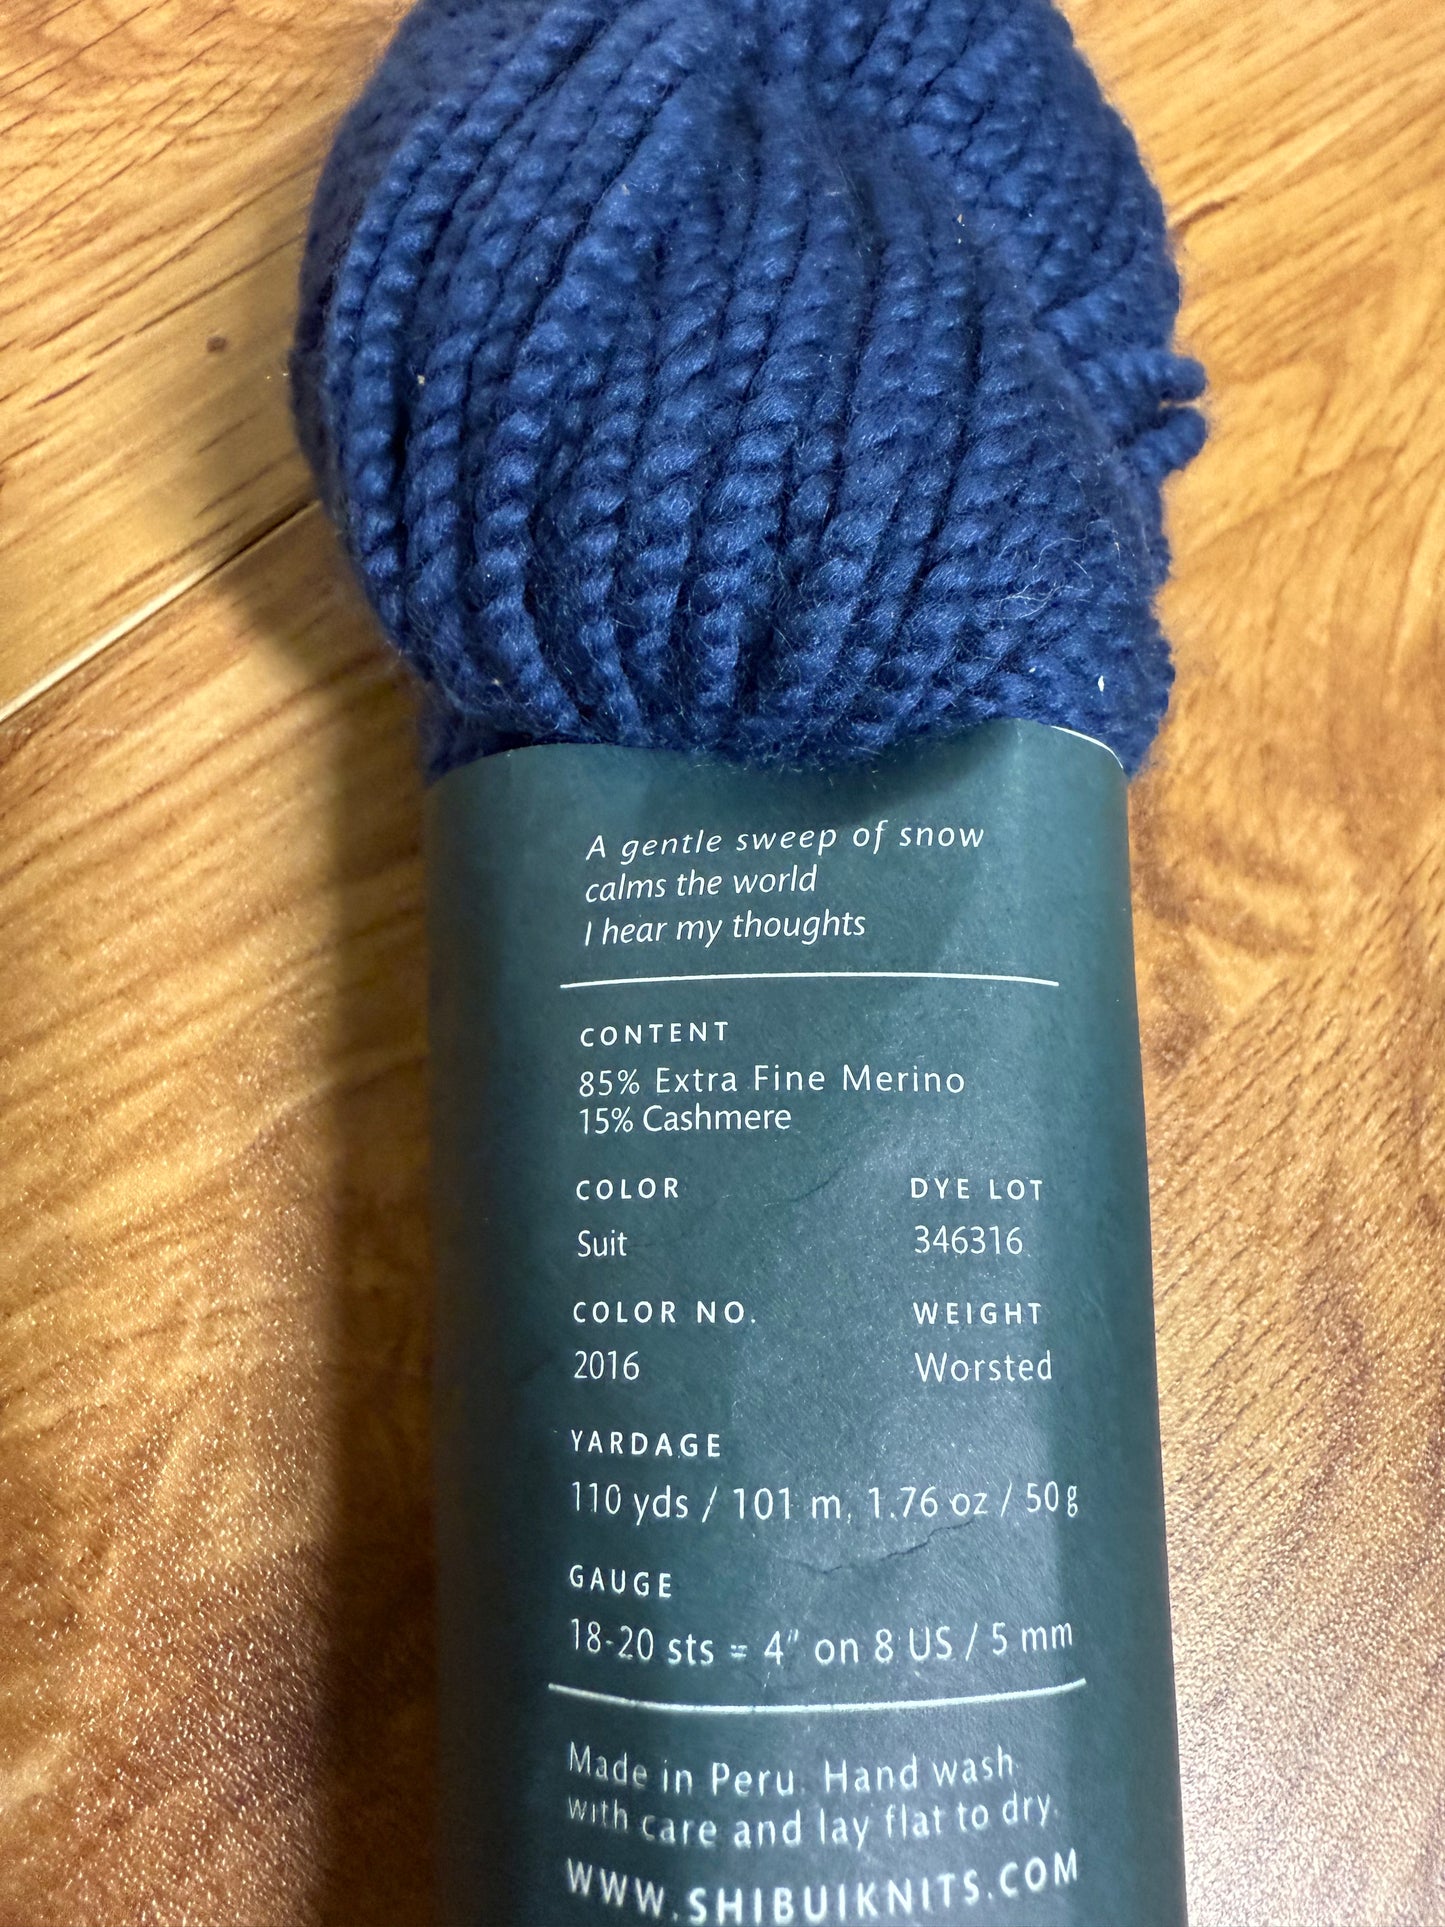 A gentle sweep of snow
calms the world
I hear my thoughts
CONTENT
85% Extra Fine Merino
15% Cashmere
COLOR DYE LOT
Suit 346316
COLOR NO. WEIGHT
2016 Worsted
YARDAGE
110 yds / 101 m, 1.76 oz / 50 g
GAUGE
18-20 sts = 4" on 8 US / 5 mm
Made in Peru. Hand wash
with care and lay flat to dry.
WWW.SHIBUIKNITS.COM